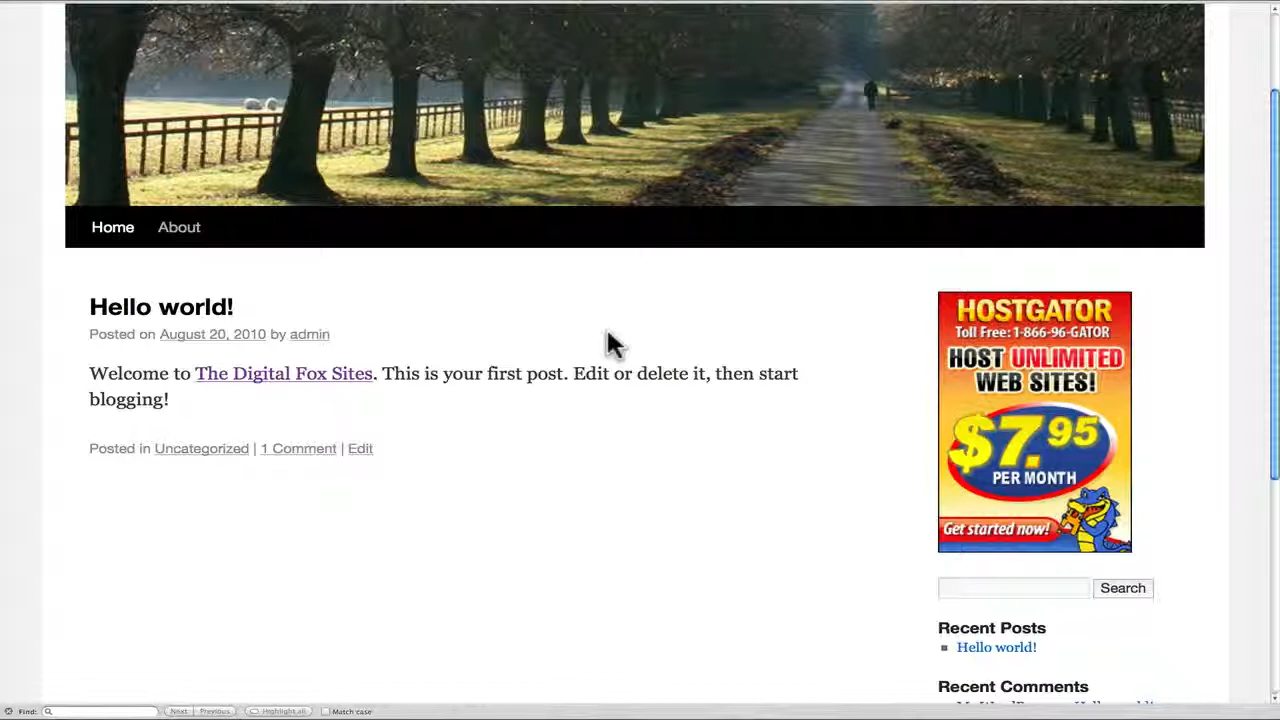 Home About
Hello world!
Posted on August 20, 2010 by admin
Welcome to The Digital Fox Sites. This is your first post. Edit or delete it, then start
blogging!
Posted in Uncategorized | 1 Comment | Edit
HOSTGATOR
Toll Free: 1-866-96-GATOR
HOST UNLIMITED
WEB SITES!
$7.95
PER MONTH
Get started now!
Search
Recent Posts
Hello world!
Recent Comments
Find: Next Previous Highlight all Match case